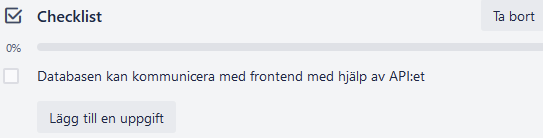 Checklist
Ta bort
0%
Databasen kan kommunicera med frontend med hjälp av API:et
Lägg till en uppgift